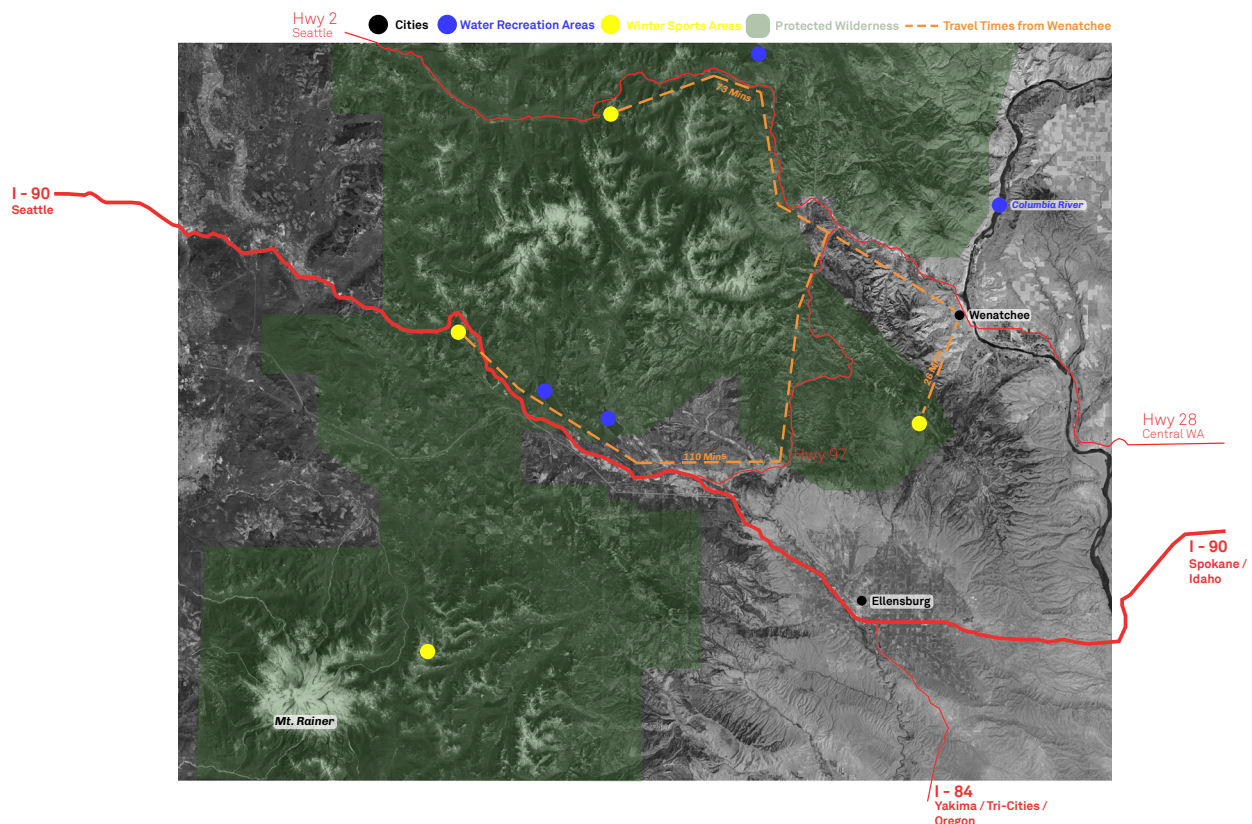 Hwy 2
Seattle
Cities
Water Recreation Areas
Winter Sports Areas
Protected Wilderness
Travel Times from Wenatchee
73 Mins
I - 90
Seattle
Columbia River
Wenatchee
26 Mins
Hwy 28
Central WA
110 Mins
Hwy 97
I - 90
Spokane /
Idaho
Ellensburg
Mt. Rainer
I - 84
Yakima / Tri-Cities /
Oregon